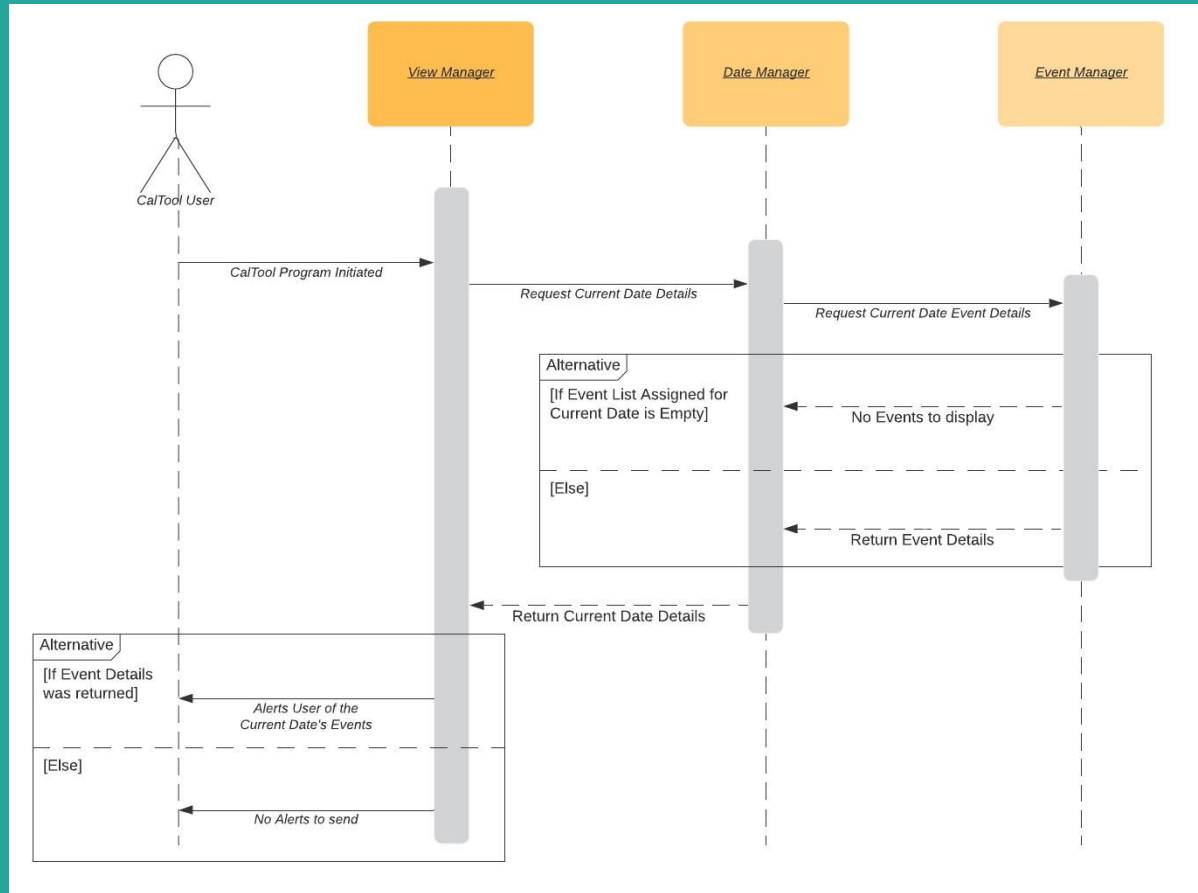 View Manager
Date Manager
Event Manager
CalTool User
CalTool Program Initiated
Request Current Date Details
Request Current Date Event Details
Alternative
[If Event List Assigned for
Current Date is Empty]
No Events to display
[Else]
Return Event Details
Return Current Date Details
Alternative
[If Event Details
was returned]
Alerts User of the
Current Date's Events
[Else]
No Alerts to send